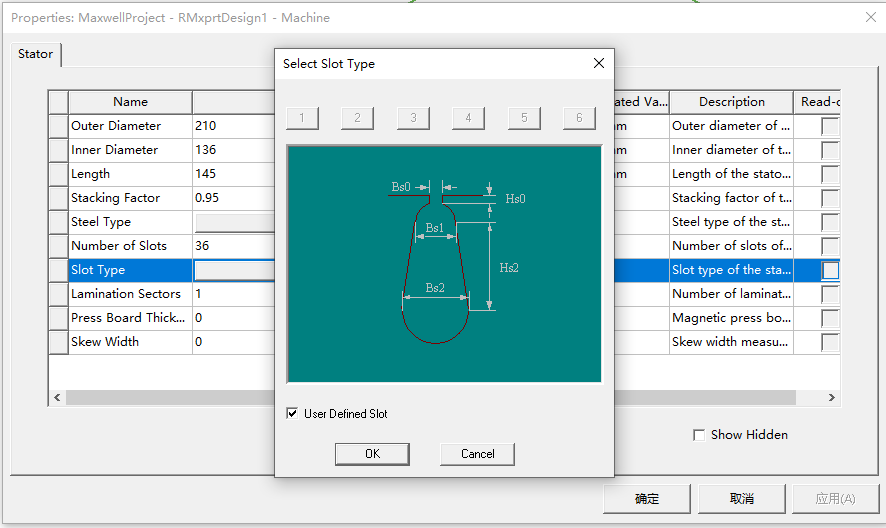 Properties: MaxwellProject - RMxprtDesign1 - Machine
Stator
Select Slot Type
1 2 3 4 5 6
Name ated Va... Description Read-o
Outer Diameter 210 mm Outer diameter of ...
Inner Diameter 136 mm Inner diameter of t...
Length 145 mm Length of the stato...
Stacking Factor 0.95 Stacking factor of t...
Steel Type Steel type of the st...
Number of Slots 36 Number of slots of...
Slot Type Slot type of the sta...
Lamination Sectors 1 Number of laminat...
Press Board Thick... 0 Magnetic press bo...
Skew Width 0 Skew width measu...
Bs0
Hs0
Bs1
Hs2
Bs2
User Defined Slot
OK Cancel
Show Hidden
确定 取消 应用(A)